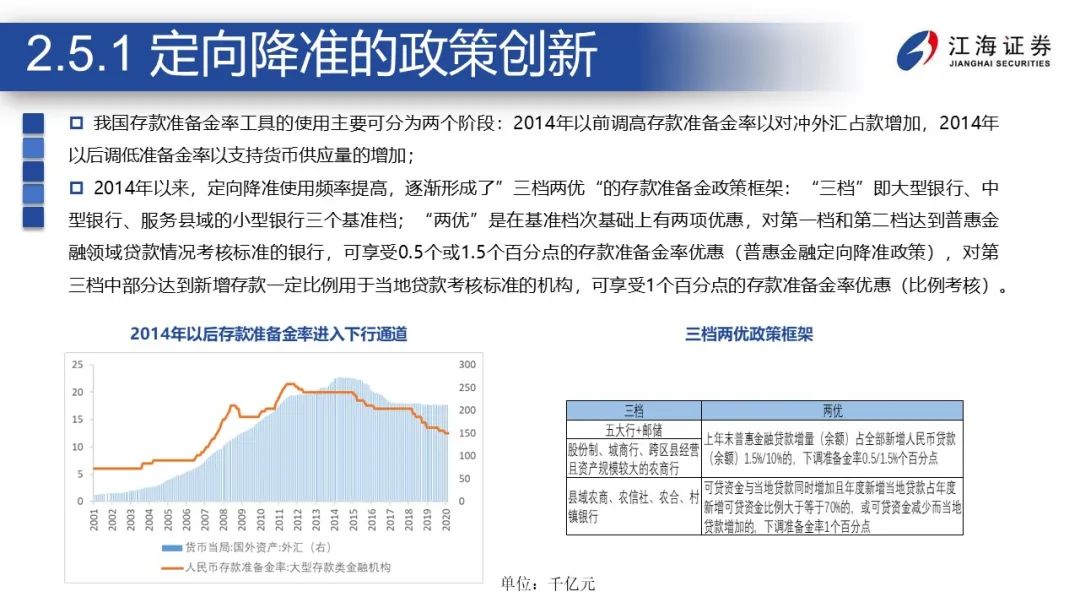 2.5.1 定向降准的政策创新
江海证券
JIANGHAI SECURITIES
我国存款准备金率工具的使用主要可分为两个阶段：2014年以前调高存款准备金率以对冲外汇占款增加，2014年
以后调低准备金率以支持货币供应量的增加；
2014年以来，定向降准使用频率提高，逐渐形成了”三档两优“的存款准备金政策框架：“三档”即大型银行、中
型银行、服务县域的小型银行三个基准档；“两优”是在基准档次基础上有两项优惠，对第一档和第二档达到普惠金
融领域贷款情况考核标准的银行，可享受0.5个或1.5个百分点的存款准备金率优惠（普惠金融定向降准政策），对第
三档中部分达到新增存款一定比例用于当地贷款考核标准的机构，可享受1个百分点的存款准备金率优惠（比例考核）。
2014年以后存款准备金率进入下行通道
25
20
15
10
5
0
300
250
200
150
100
50
0
2001 2002 2003 2004 2005 2006 2007 2008 2009 2010 2011 2012 2013 2014 2015 2016 2017 2018 2019 2020
货币当局:国外资产:外汇（右）
人民币存款准备金率:大型存款类金融机构
三档两优政策框架
三档 两优
五大行+邮储
股份制、城商行、跨区县经营
且资产规模较大的农商行
上年末普惠金融贷款增量（余额）占全部新增人民币贷款
（余额）1.5%/10%的，下调准备金率0.5/1.5%个百分点
县域农商、农信社、农合、村
镇银行
可贷资金与当地贷款同时增加且年度新增当地贷款占年度
新增可贷资金比例大于等于70%的，或可贷资金减少而当地
贷款增加的，下调准备金率1个百分点
单位：千亿元